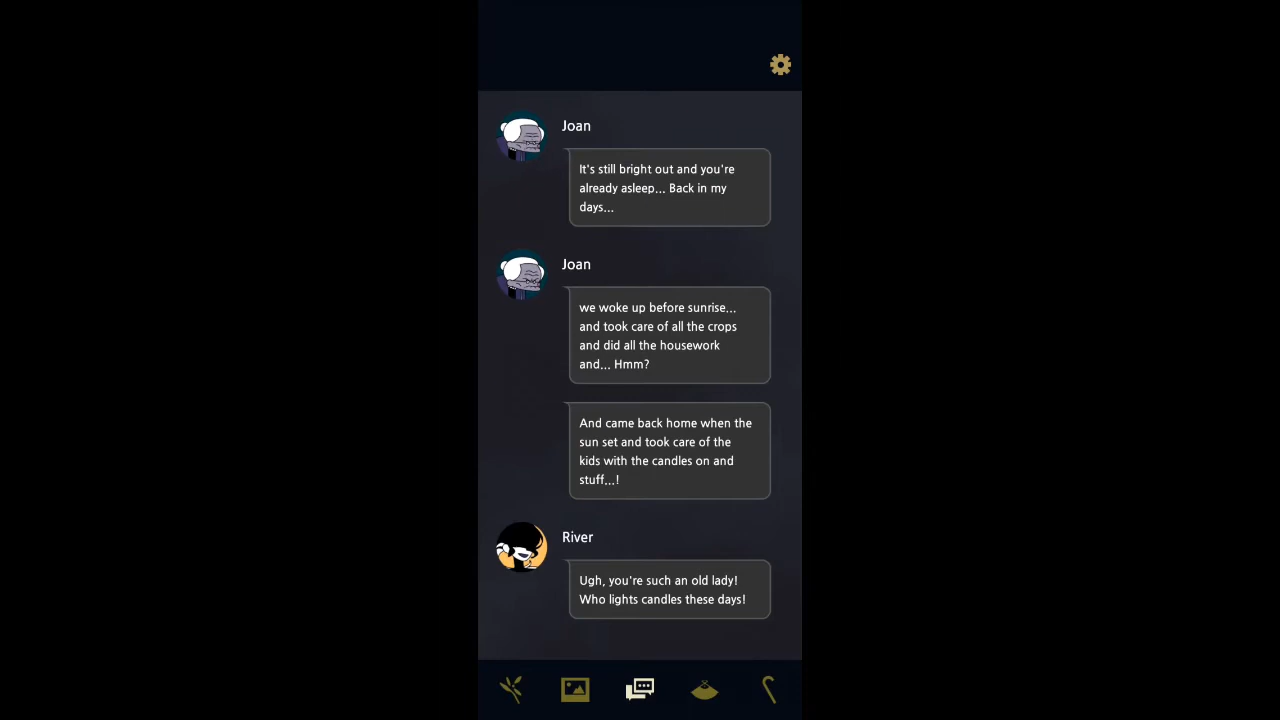 Joan
It's still bright out and you're
already asleep... Back in my
days...
Joan
we woke up before sunrise...
and took care of all the crops
and did all the housework
and... Hmm?
And came back home when the
sun set and took care of the
kids with the candles on and
stuff...!
River
Ugh, you're such an old lady!
Who lights candles these days!